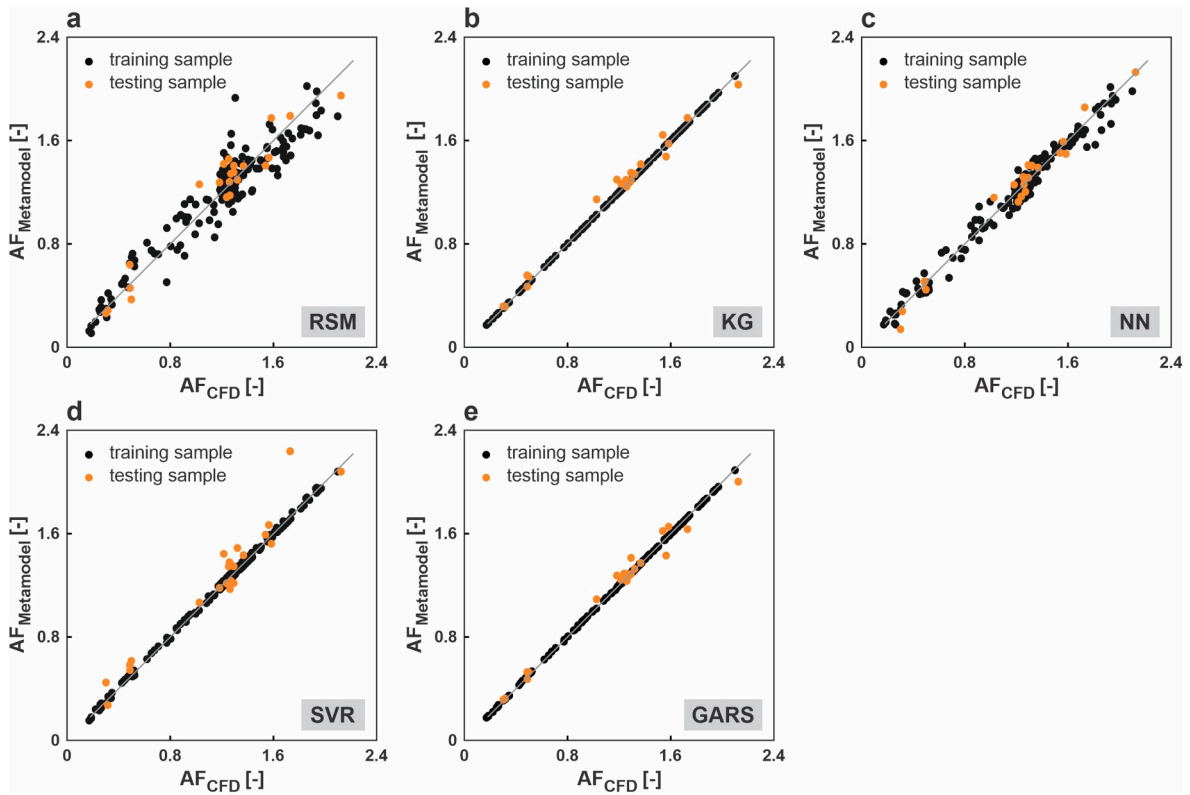 a
2.4
training sample
testing sample
1.6
AFMetamodel [-]
0.8
RSM
0
0 0.8 1.6 2.4
AFCFD [-]
b
2.4
training sample
testing sample
1.6
AFMetamodel [-]
0.8
KG
0
0 0.8 1.6 2.4
AFCFD [-]
c
2.4
training sample
testing sample
1.6
AFMetamodel [-]
0.8
NN
0
0 0.8 1.6 2.4
AFCFD [-]
d
2.4
training sample
testing sample
1.6
AFMetamodel [-]
0.8
SVR
0
0 0.8 1.6 2.4
AFCFD [-]
e
2.4
training sample
testing sample
1.6
AFMetamodel [-]
0.8
GARS
0
0 0.8 1.6 2.4
AFCFD [-]